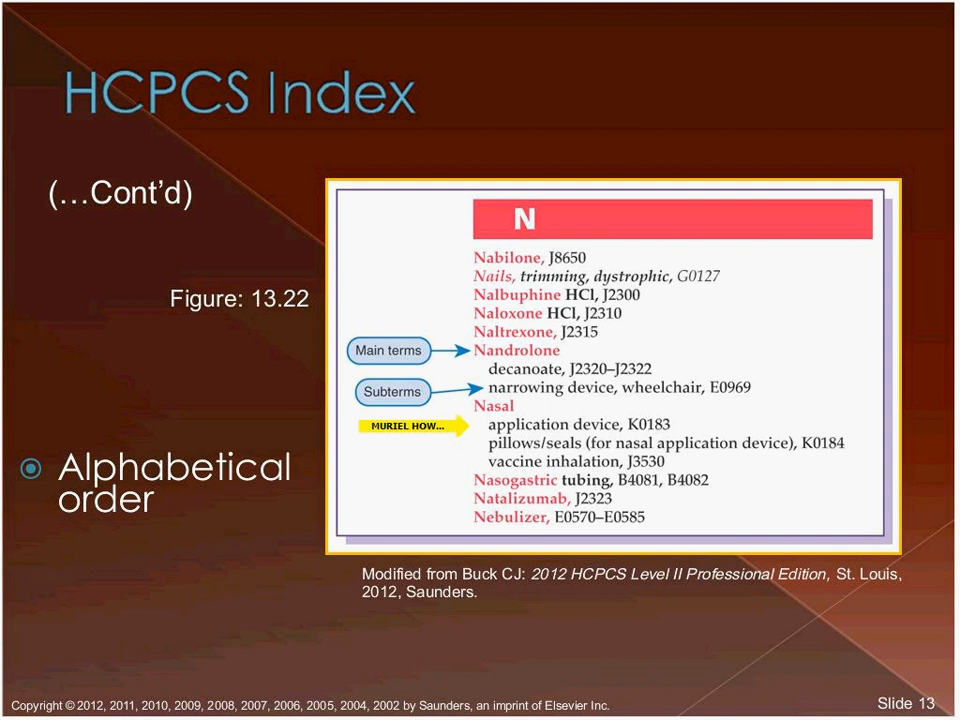 HCPCS Index
(…Cont’d)
Figure: 13.22
Alphabetical
order
N
Nabilone, J8650
Nails, trimming, dystrophic, G0127
Nalbuphine HCl, J2300
Naloxone HCl, J2310
Naltrexone, J2315
Main terms
Nandrolone
decanoate, J2320–J2322
Subterms
narrowing device, wheelchair, E0969
Nasal
MURIEL HOW...
application device, K0183
pillows/seals (for nasal application device), K0184
vaccine inhalation, J3530
Nasogastric tubing, B4081, B4082
Natalizumab, J2323
Nebulizer, E0570–E0585
Modified from Buck CJ: 2012 HCPCS Level II Professional Edition, St. Louis,
2012, Saunders.
Copyright © 2012, 2011, 2010, 2009, 2008, 2007, 2006, 2005, 2004, 2002 by Saunders, an imprint of Elsevier Inc.
Slide 13